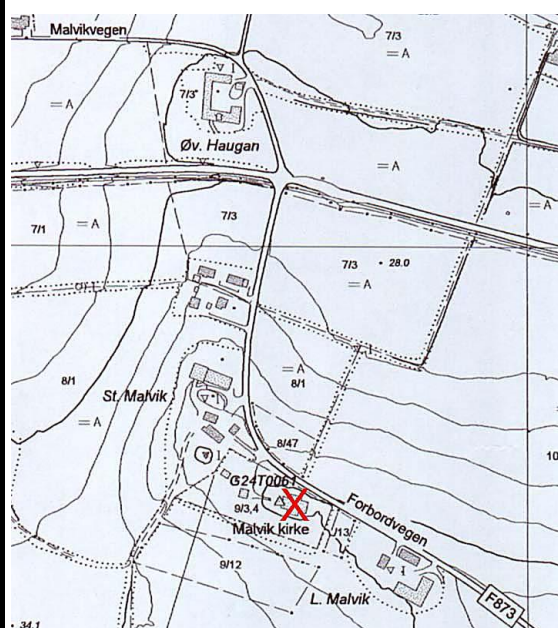 Malvikvegen
7/3
= A
= A
7/3
Øv. Haugan
= A
= A
7/1
= A
7/3
7/3
28.0
= A
8/1
= A
8/1
St. Malvik
= A
8/47
10
G24T0061
9/3,4
Forbordvegen
Malvik kirke
/13
9/12
L. Malvik
F873
34.1